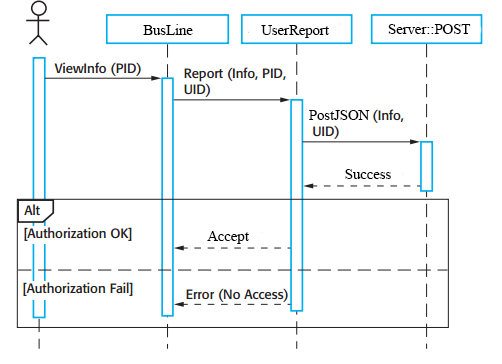 BusLine
UserReport
Server::POST
ViewInfo (PID)
Report (Info, PID,
UID)
PostJSON (Info,
UID)
Success
Alt
[Authorization OK]
Accept
[Authorization Fail]
Error (No Access)